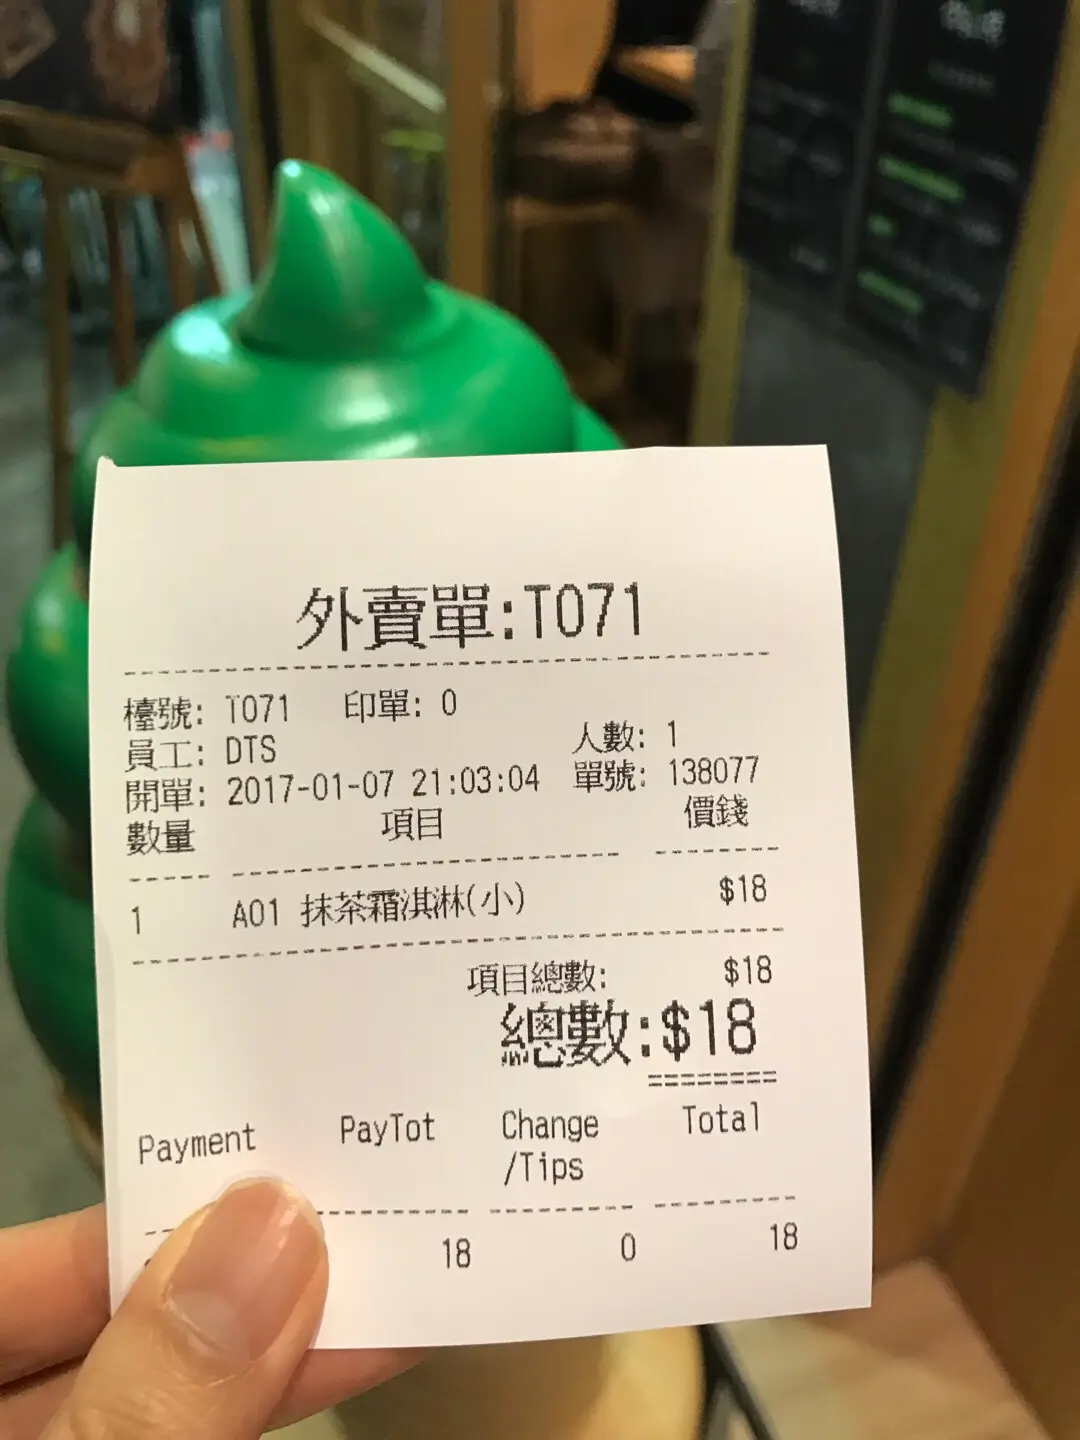 外賣單:T071
檯號: T071 印單: 0
員工: DTS 人數: 1
開單: 2017-01-07 21:03:04 單號: 138077
數量 項目 價錢
1 A01 抹茶霜淇淋(小) $18
項目總數: $18
總數:$18
Payment PayTot Change /Tips Total
18 0 18